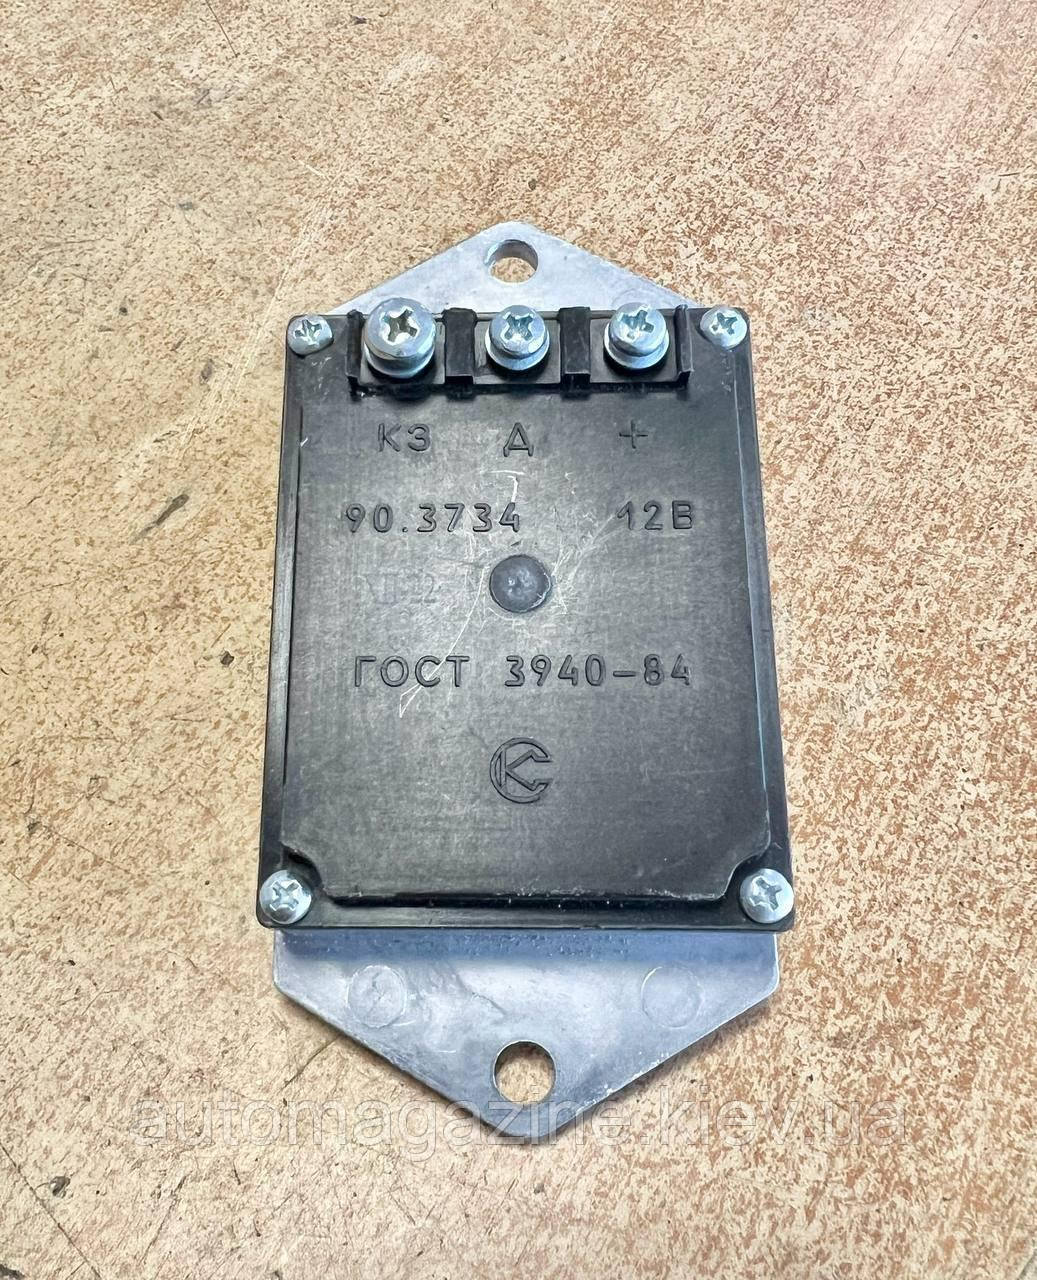 КЗ Д +
90.3734 12В
ГОСТ 3940-84
automagazine.kiev.ua